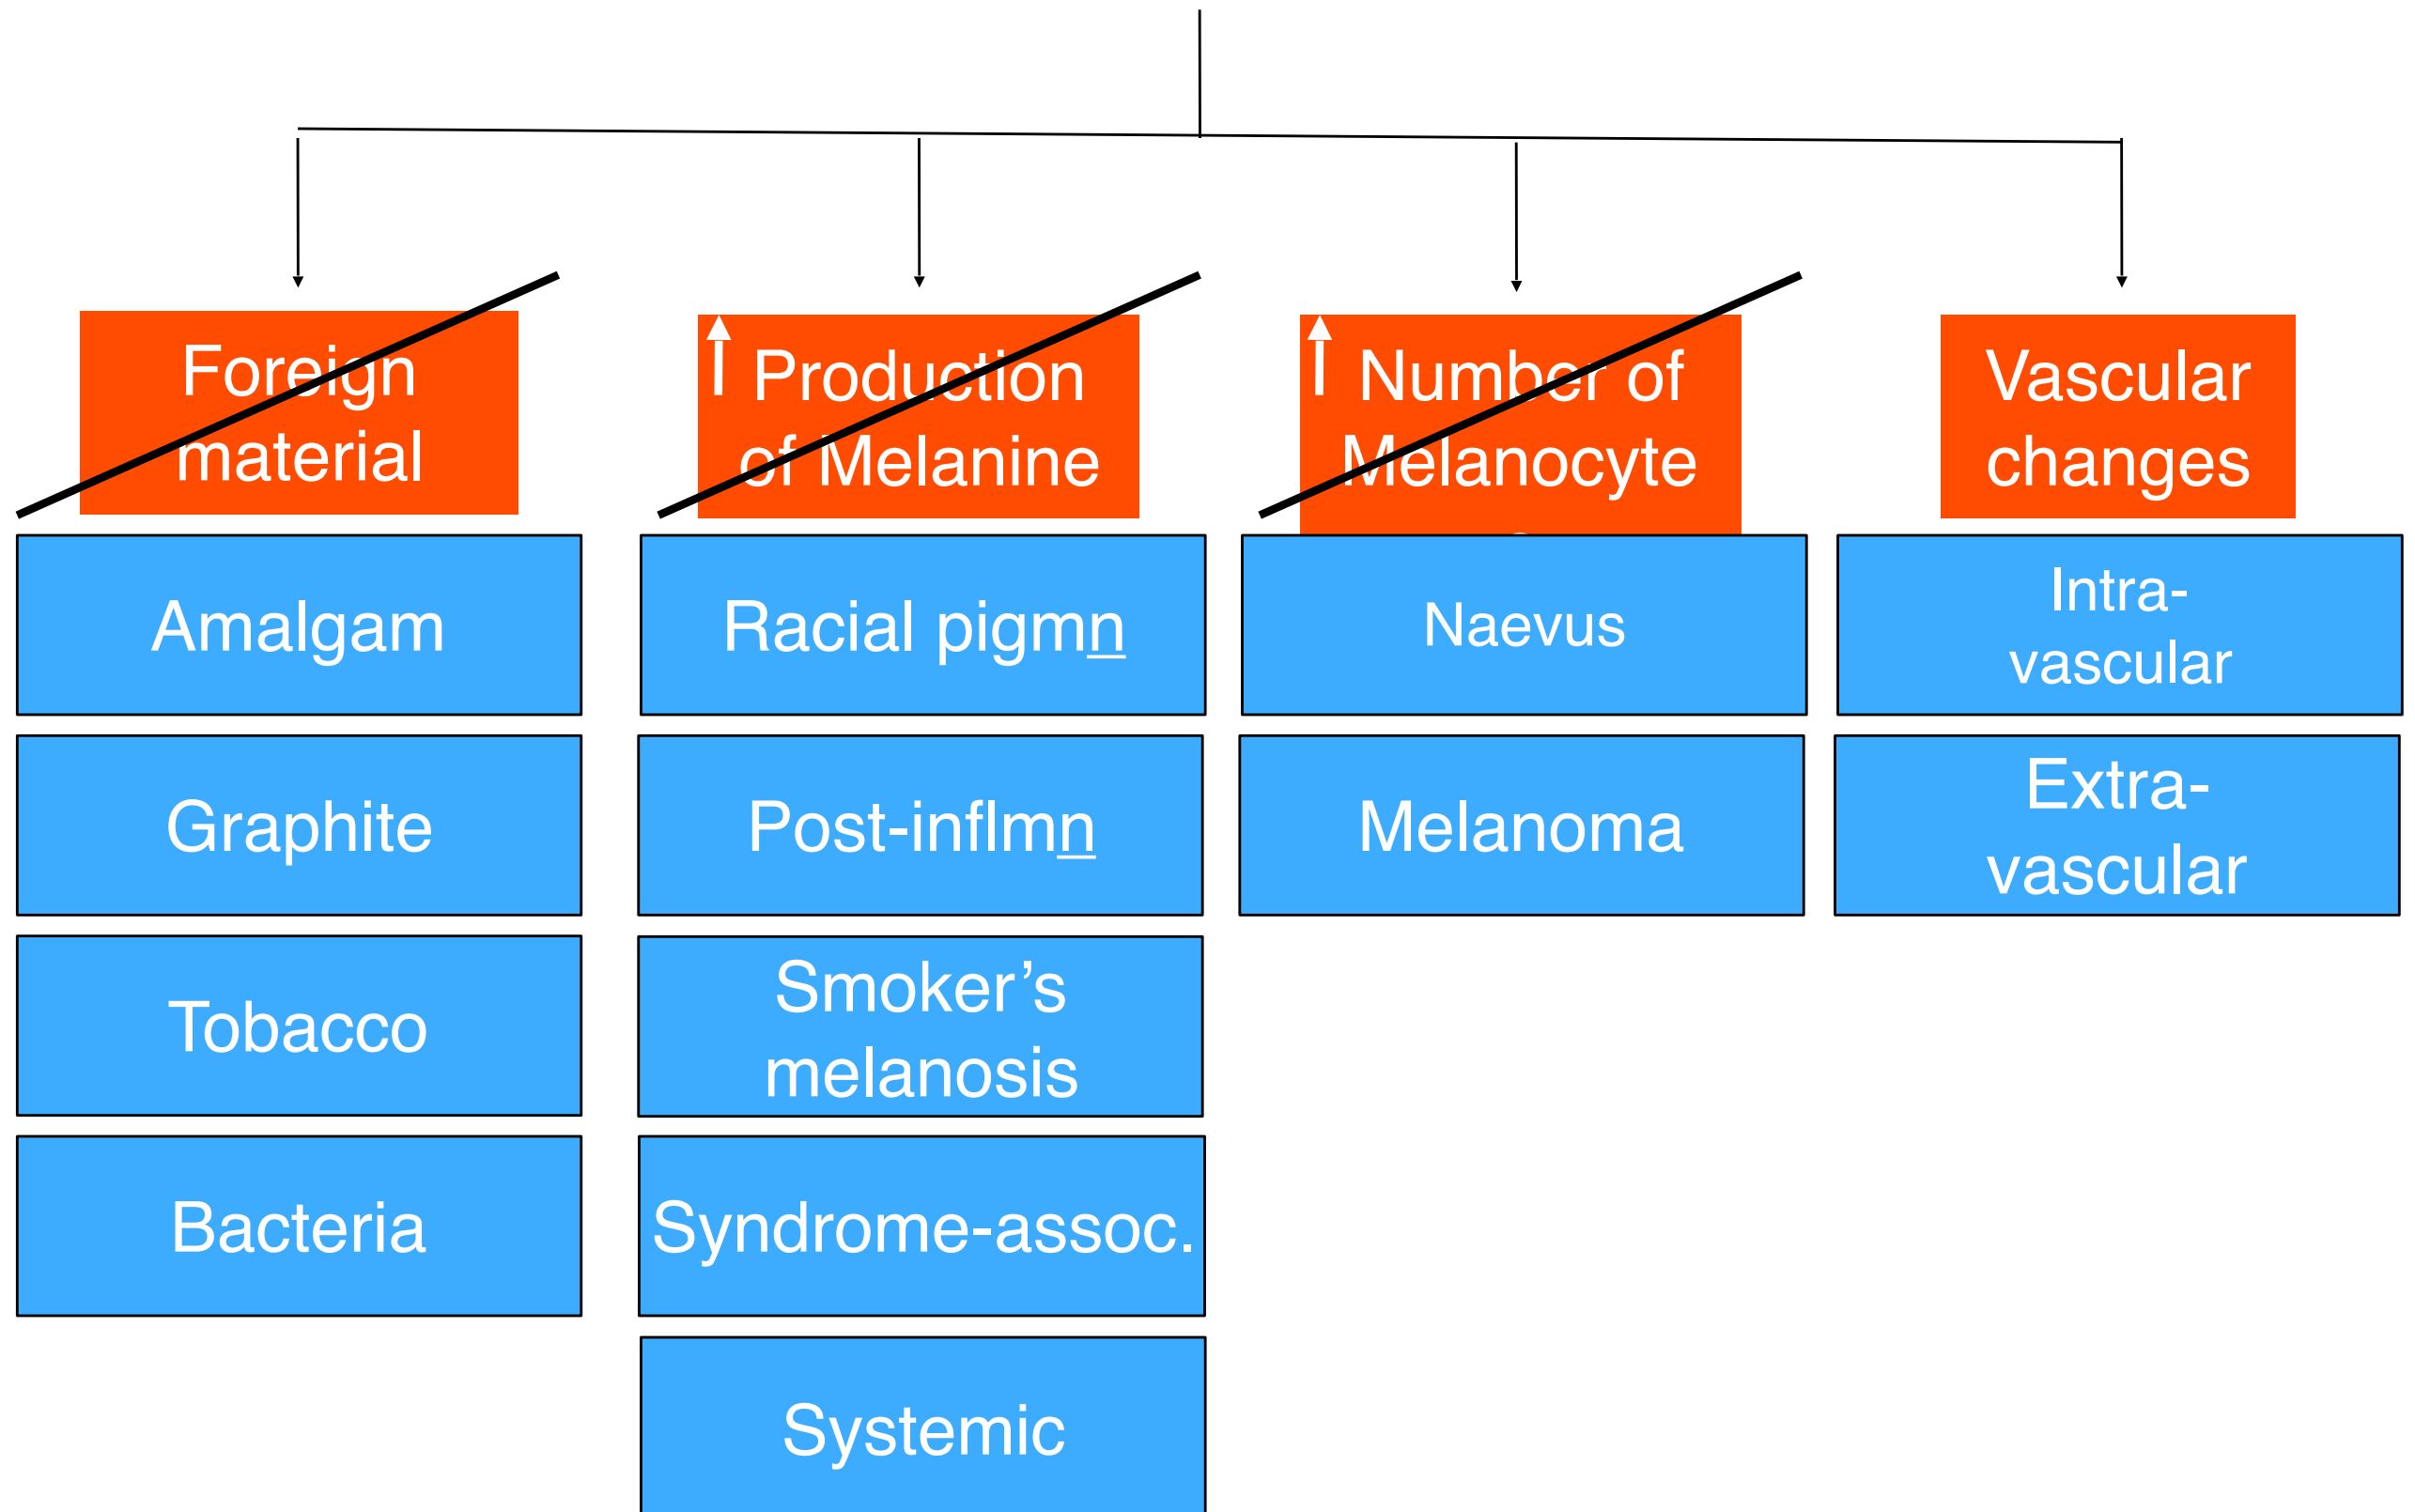 Foreign
material
Production
of Melanine
Number of
Melanocyte
Vascular
changes
Amalgam
Racial pigmn
Naevus
Intra-
vascular
Graphite
Post-inflmn
Melanoma
Extra-
vascular
Tobacco
Smoker’s
melanosis
Bacteria
Syndrome-assoc.
Systemic